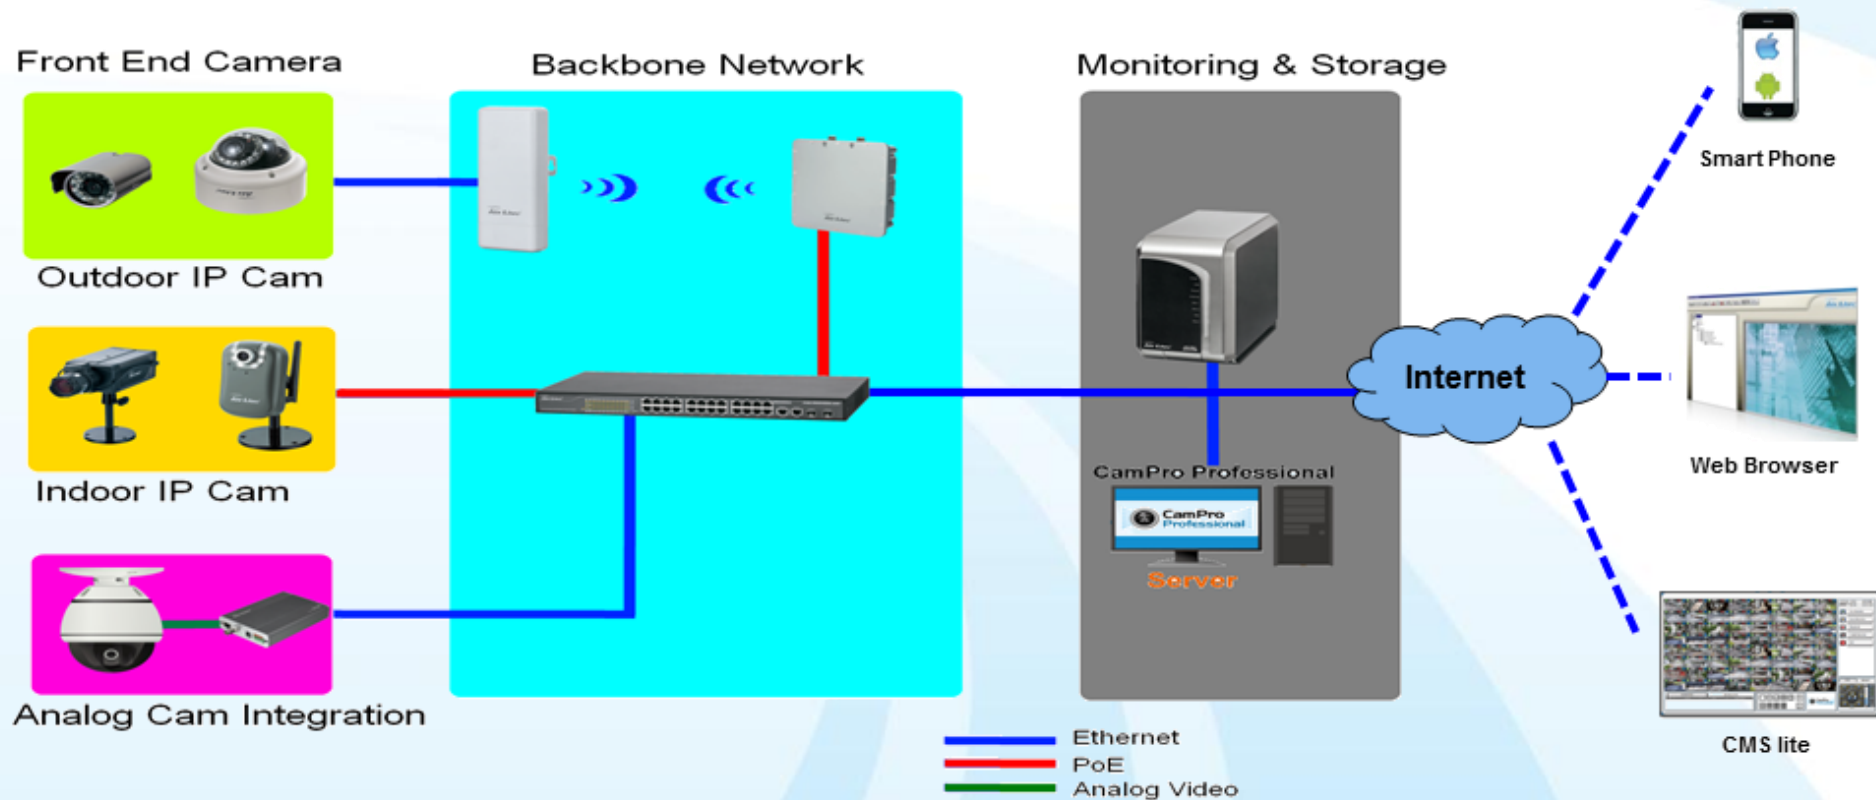 Front End Camera
Backbone Network
Monitoring & Storage
Outdoor IP Cam
Indoor IP Cam
Analog Cam Integration
CamPro Professional
CamPro
Professional
Server
Internet
Smart Phone
Web Browser
CMS lite
Ethernet
PoE
Analog Video